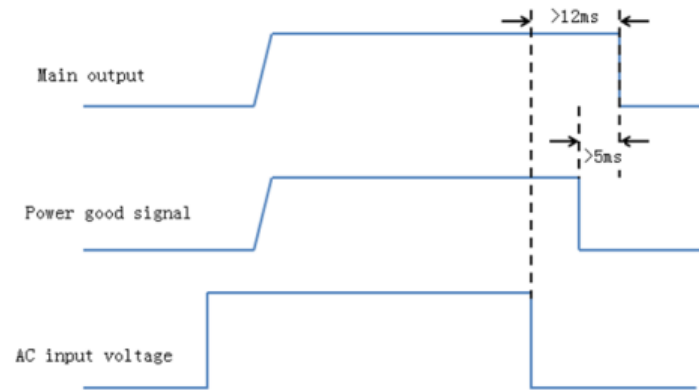 >12ms
Main output
>5ms
Power good signal
AC input voltage